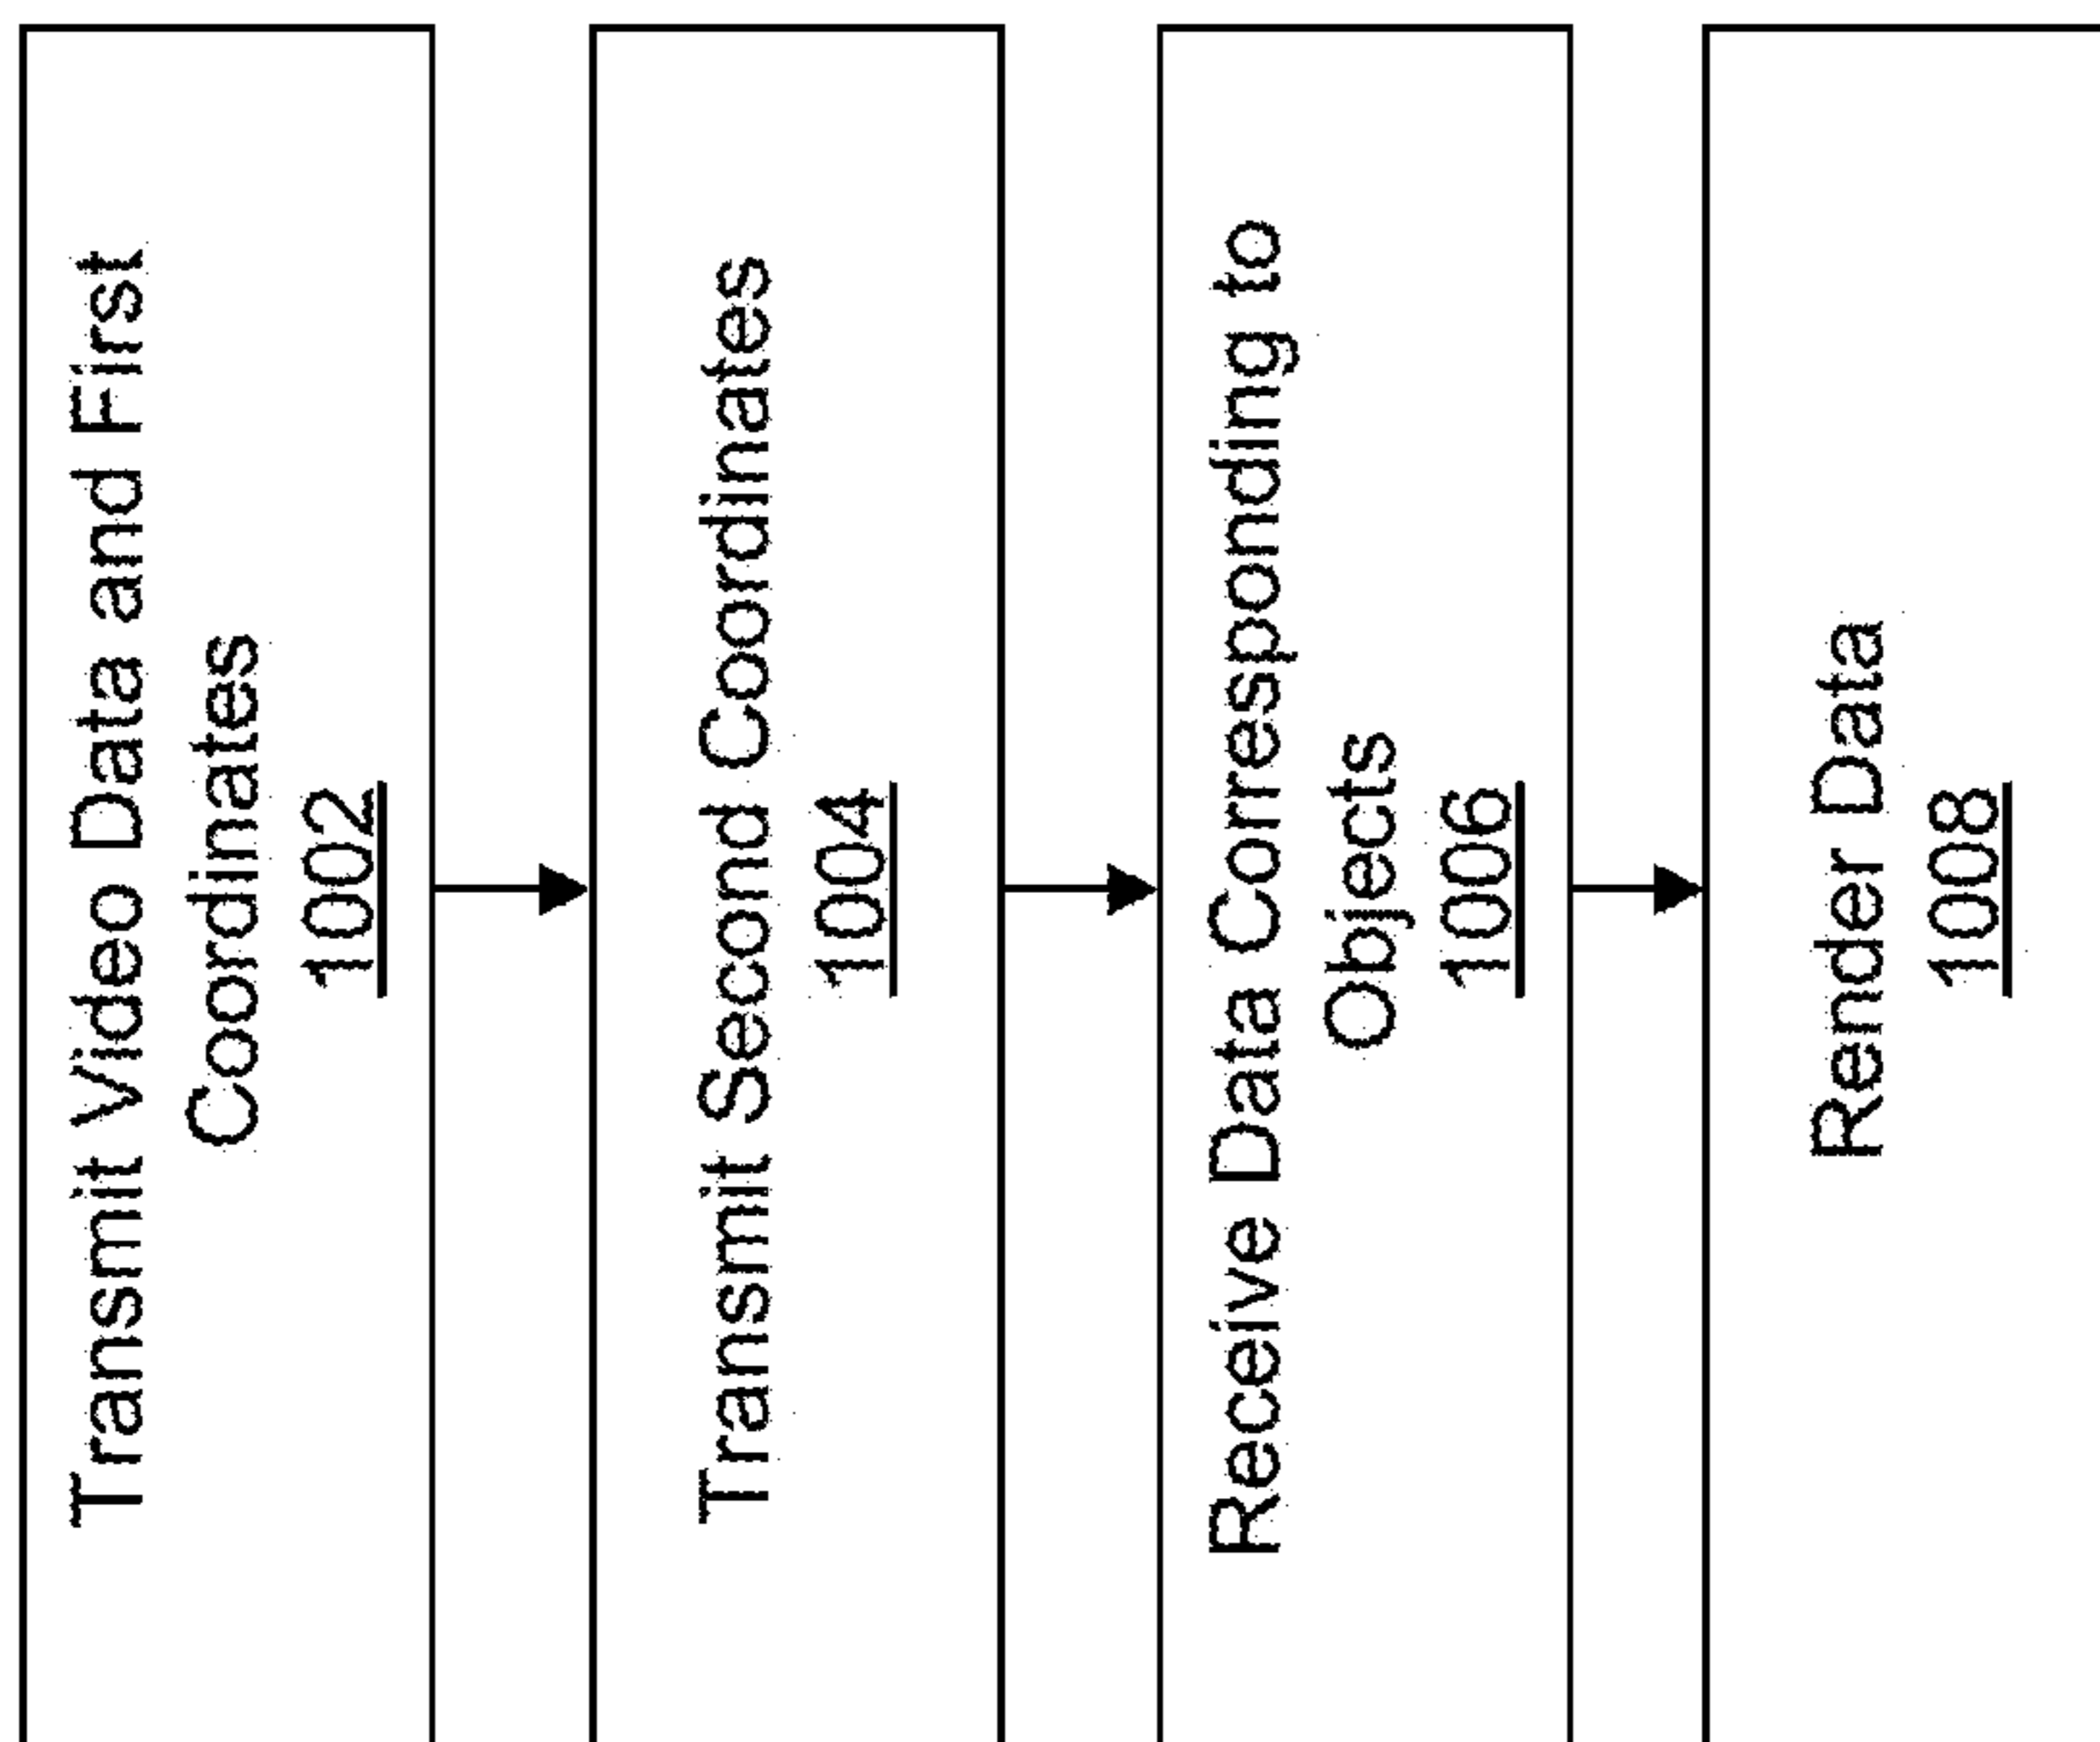 Transmit Video Data and First
Coordinates
1002
Transmit Second Coordinates
1004
Receive Data Corresponding to
Objects
1006
Render Data
1008